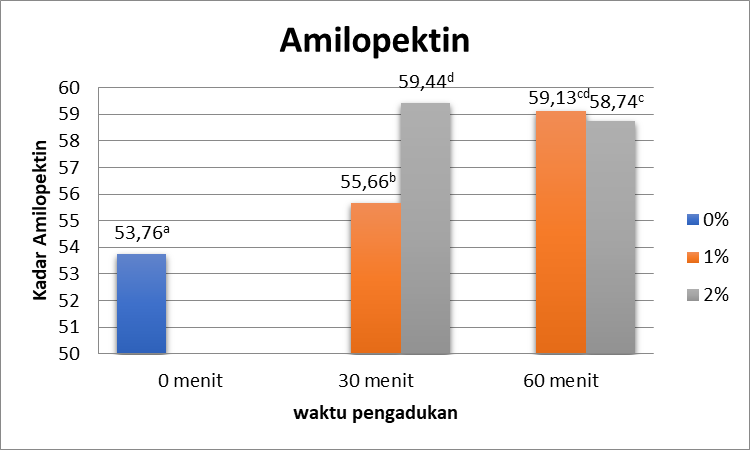 Amilopektin
Kadar Amilopektin
60
59
58
57
56
55
54
53
52
51
50
53,76ᵃ
55,66ᵇ
59,44ᵈ
59,13ᶜᵈ
58,74ᶜ
0 menit
30 menit
60 menit
waktu pengadukan
0%
1%
2%